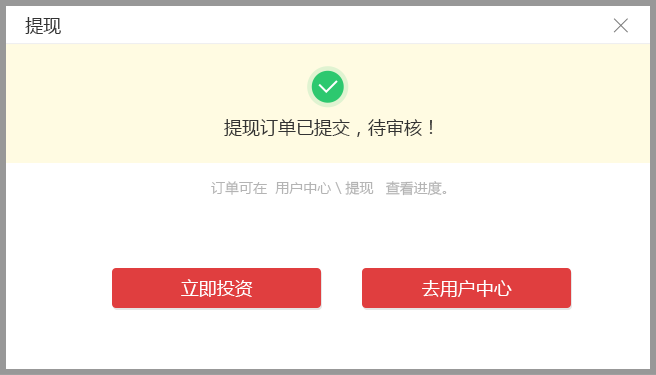 提现
提现订单已提交，待审核！
订单可在 用户中心 \ 提现 查看进度。
立即投资
去用户中心